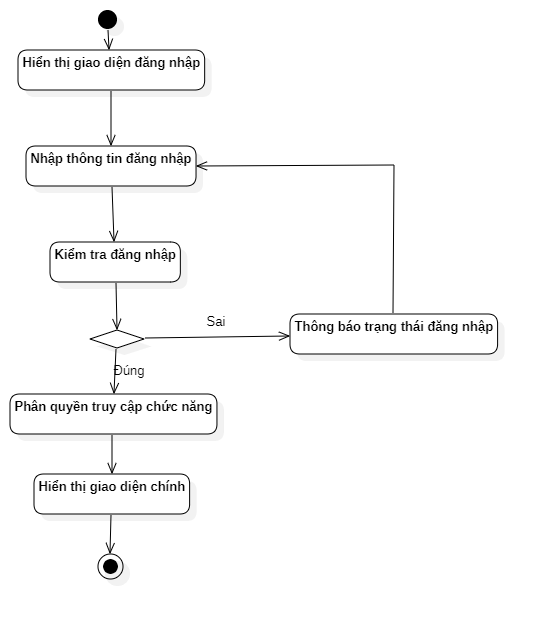 Hiển thị giao diện đăng nhập
Nhập thông tin đăng nhập
Kiểm tra đăng nhập
Sai
Thông báo trạng thái đăng nhập
Đúng
Phân quyền truy cập chức năng
Hiển thị giao diện chính